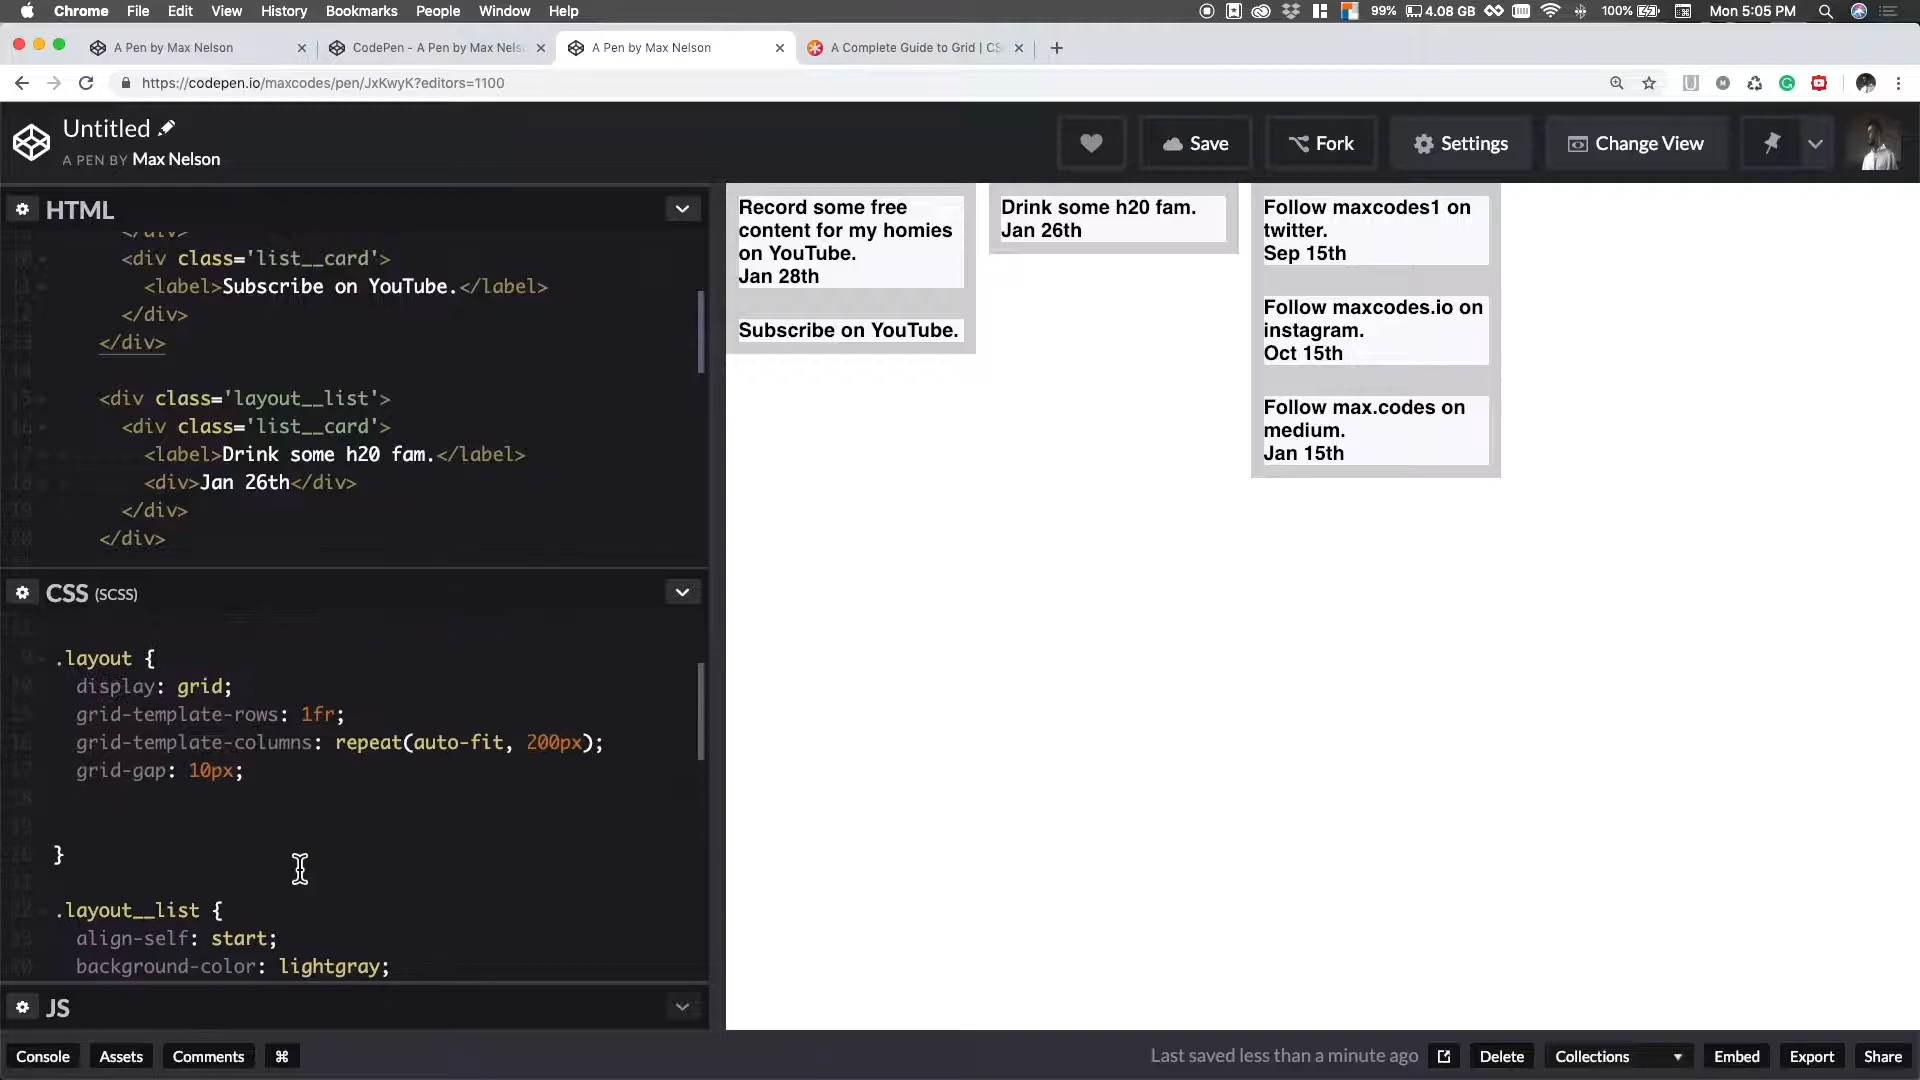 Chrome File Edit View History Bookmarks People Window Help
99% 4.08 GB 100% Mon 5:05 PM
A Pen by Max Nelson
CodePen - A Pen by Max Nels
A Pen by Max Nelson
A Complete Guide to Grid | CS
https://codepen.io/maxcodes/pen/JxKwyK?editors=1100
Untitled
A PEN BY Max Nelson
Save
Fork
Settings
Change View
HTML
</div>
<div class='list__card'>
<label>Subscribe on YouTube.</label>
</div>
</div>
<div class='layout__list'>
<div class='list__card'>
<label>Drink some h20 fam.</label>
<div>Jan 26th</div>
</div>
</div>
CSS (SCSS)
.layout {
display: grid;
grid-template-rows: 1fr;
grid-template-columns: repeat(auto-fit, 200px);
grid-gap: 10px;
}
.layout__list {
align-self: start;
background-color: lightgray;
JS
Record some free
content for my homies
on YouTube.
Jan 28th
Subscribe on YouTube.
Drink some h20 fam.
Jan 26th
Follow maxcodes1 on
twitter.
Sep 15th
Follow maxcodes.io on
instagram.
Oct 15th
Follow max.codes on
medium.
Jan 15th
Console
Assets
Comments
⌘
Last saved less than a minute ago
Delete
Collections
Embed
Export
Share